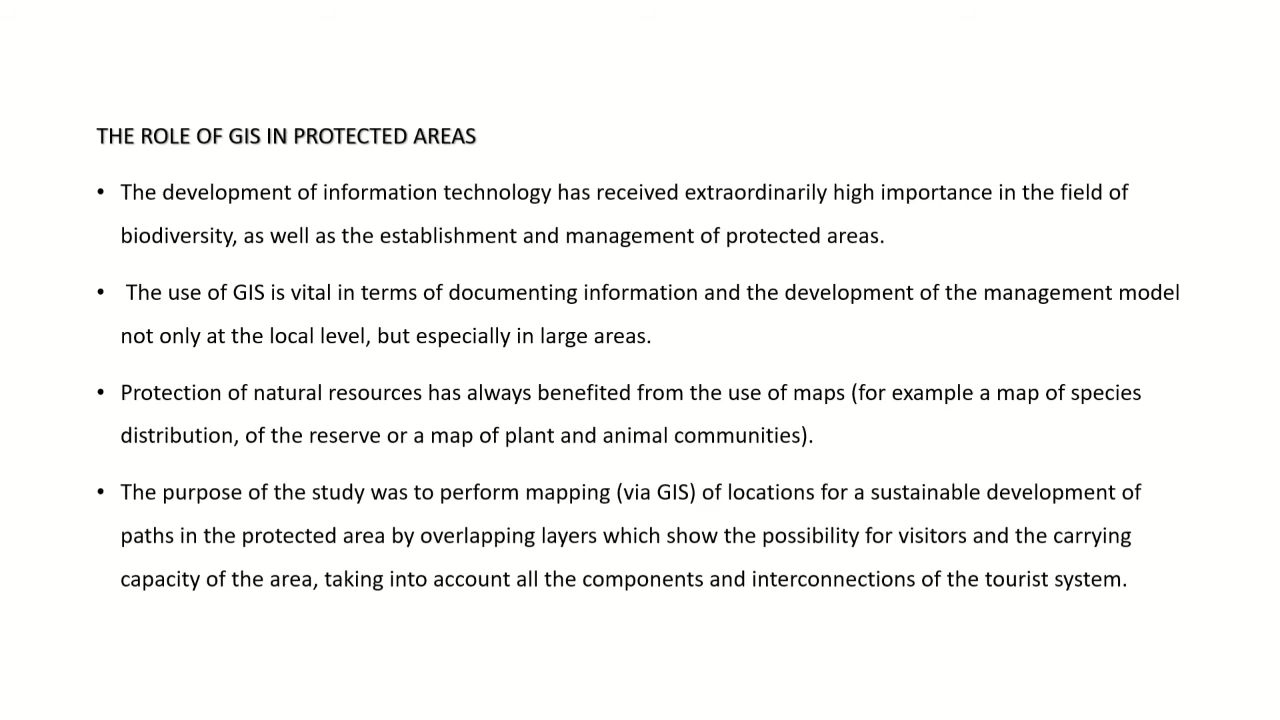 THE ROLE OF GIS IN PROTECTED AREAS
• The development of information technology has received extraordinarily high importance in the field of
biodiversity, as well as the establishment and management of protected areas.
• The use of GIS is vital in terms of documenting information and the development of the management model
not only at the local level, but especially in large areas.
• Protection of natural resources has always benefited from the use of maps (for example a map of species
distribution, of the reserve or a map of plant and animal communities).
• The purpose of the study was to perform mapping (via GIS) of locations for a sustainable development of
paths in the protected area by overlapping layers which show the possibility for visitors and the carrying
capacity of the area, taking into account all the components and interconnections of the tourist system.